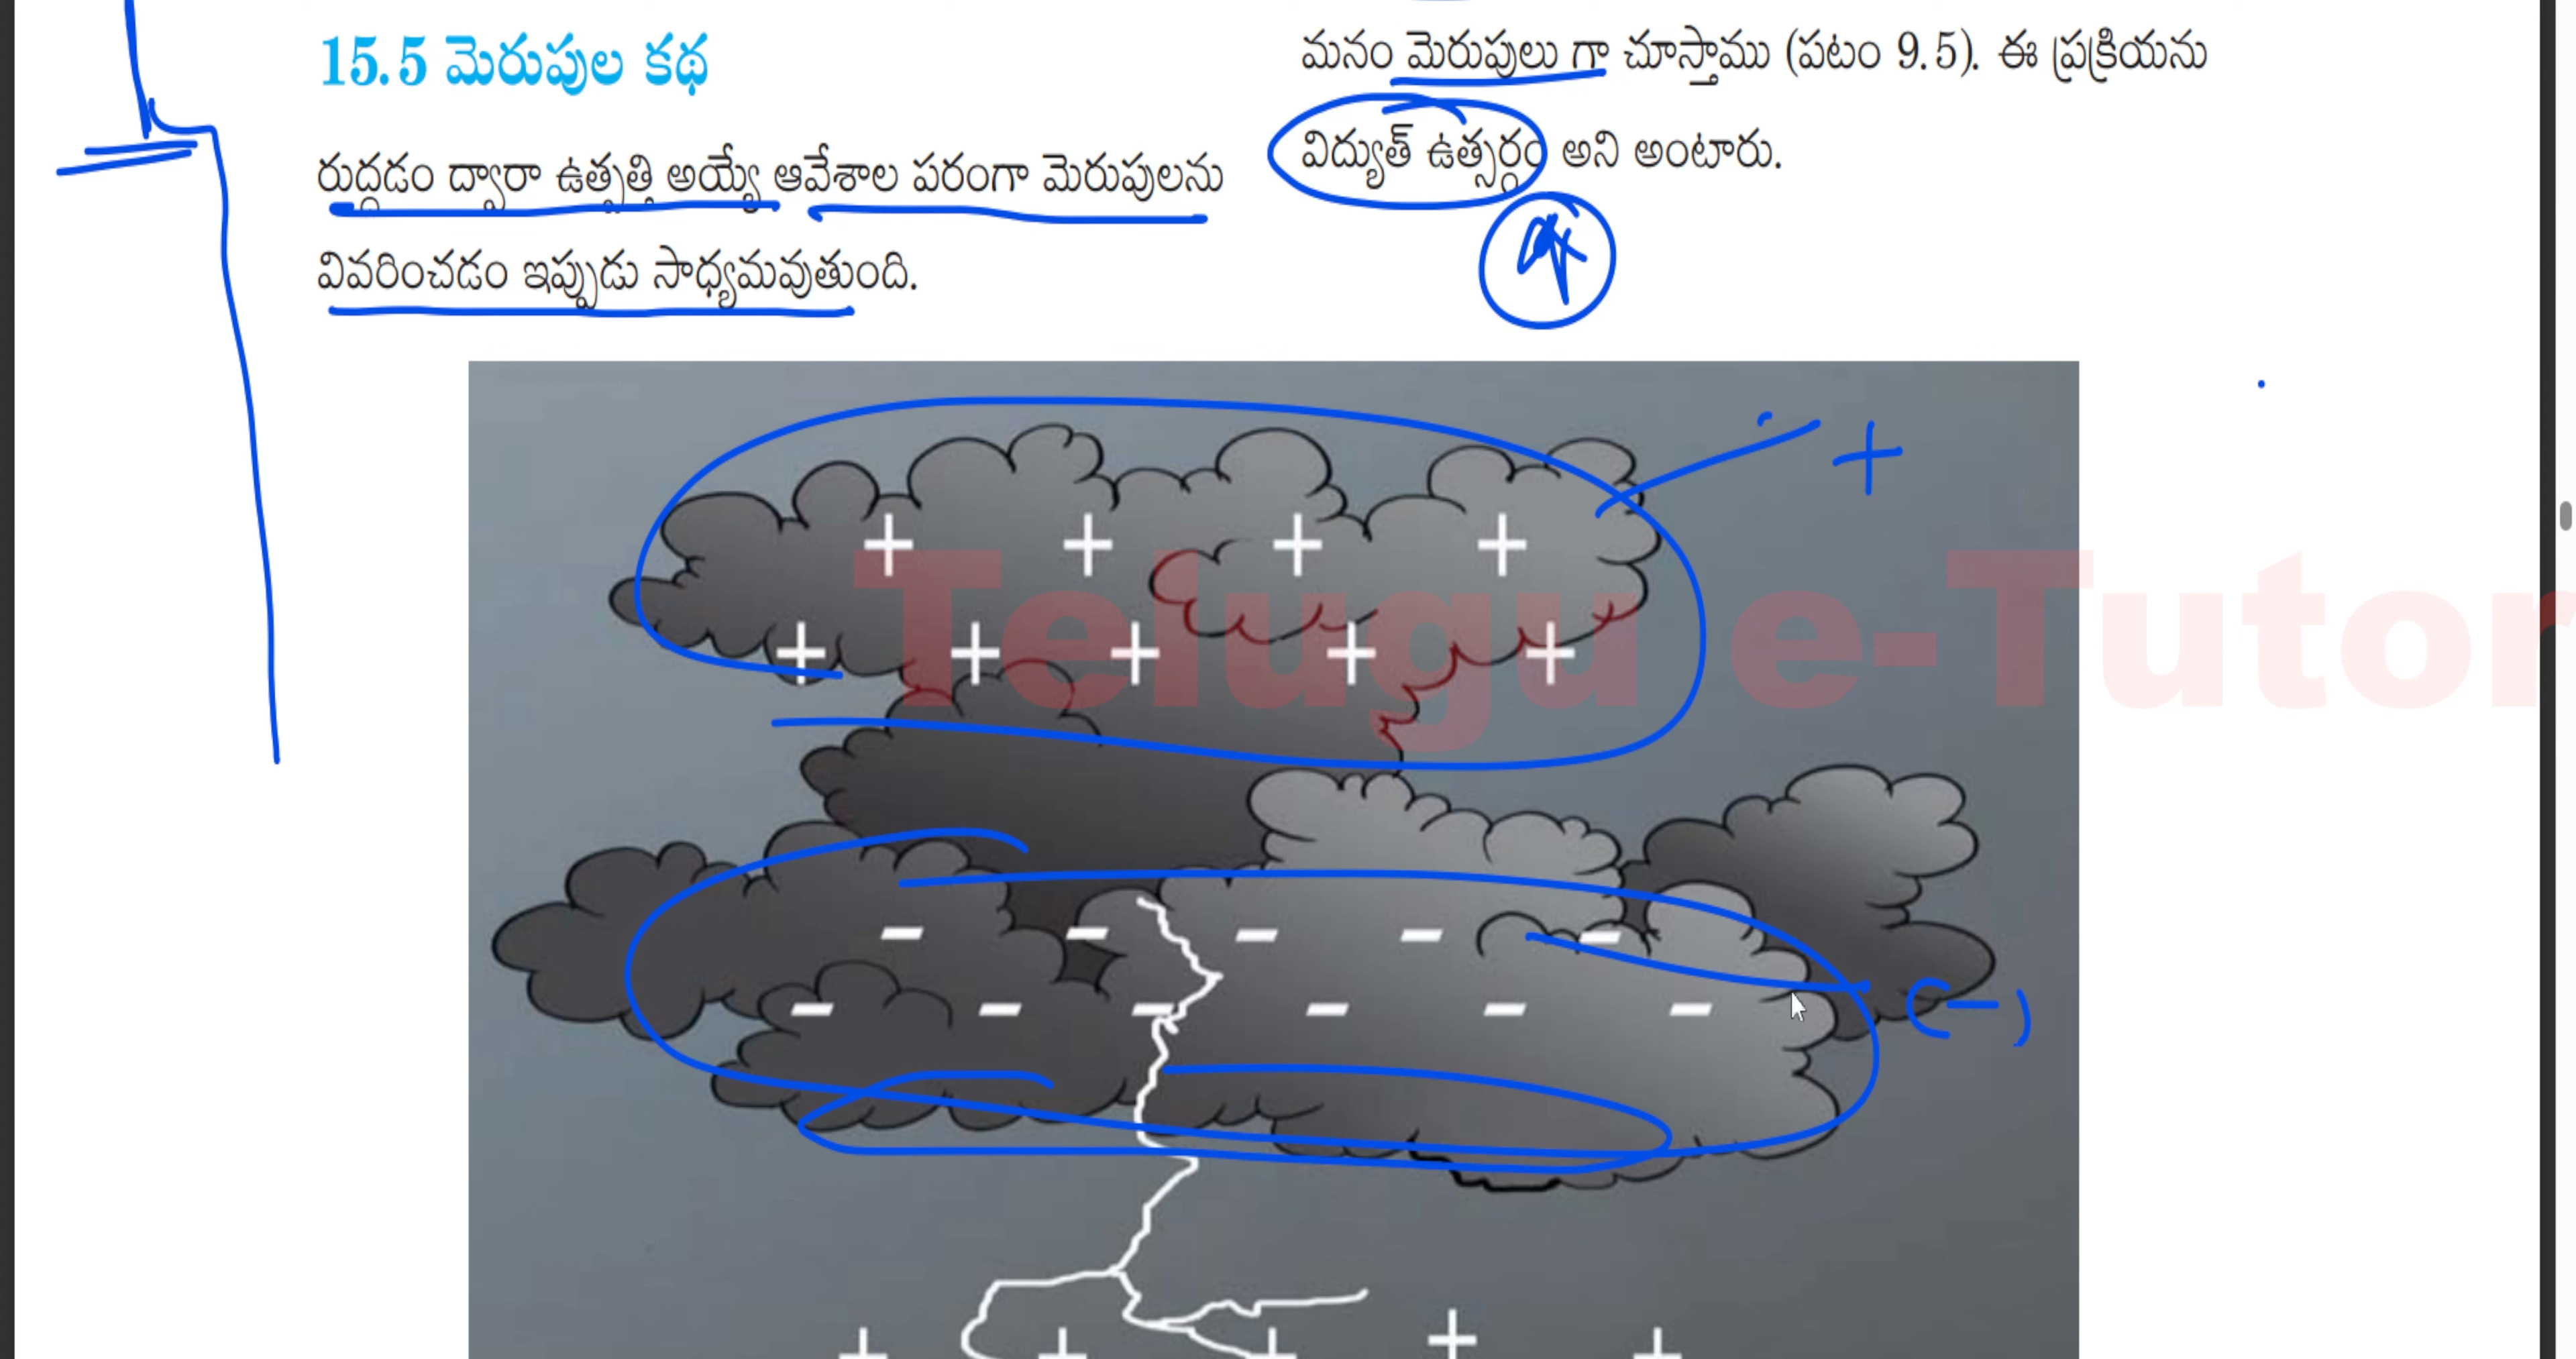 15.5 మెరుపుల కథ
రుద్దడం ద్వారా ఉత్పత్తి అయ్యే ఆవేశాల పరంగా మెరుపులను
వివరించడం ఇప్పుడు సాధ్యమవుతుంది.
మనం మెరుపులు గా చూస్తాము (పటం 9.5). ఈ ప్రక్రియను
విద్యుత్ ఉత్సర్గం అని అంటారు.
+
+ + + +
+ + + + +
Telugu e-Tutor
- - - - -
- - - - - -
(-)
+ + + + +